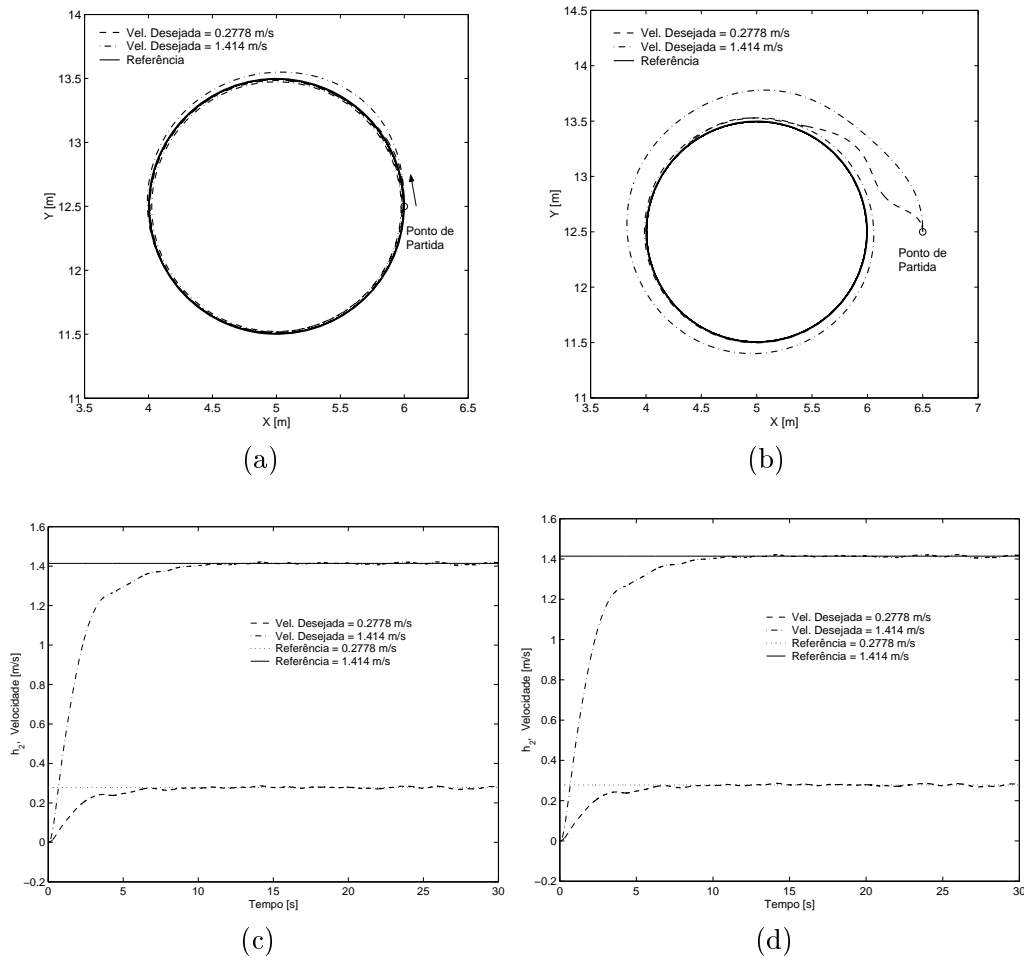 14
13.5
13
12.5
12
11.5
11
Y [m]
Vel. Desejada = 0.2778 m/s
Vel. Desejada = 1.414 m/s
Referência
Ponto de
Partida
3.5 4 4.5 5 5.5 6 6.5
X [m]
(a)
14.5
14
13.5
13
12.5
12
11.5
11
Y [m]
Vel. Desejada = 0.2778 m/s
Vel. Desejada = 1.414 m/s
Referência
Ponto de
Partida
3.5 4 4.5 5 5.5 6 6.5 7
X [m]
(b)
1.6
1.4
1.2
1
0.8
0.6
0.4
0.2
0
−0.2
h2, Velocidade [m/s]
Vel. Desejada = 0.2778 m/s
Vel. Desejada = 1.414 m/s
Referência = 0.2778 m/s
Referência = 1.414 m/s
0 5 10 15 20 25 30
Tempo [s]
(c)
1.6
1.4
1.2
1
0.8
0.6
0.4
0.2
0
−0.2
h2, Velocidade [m/s]
Vel. Desejada = 0.2778 m/s
Vel. Desejada = 1.414 m/s
Referência = 0.2778 m/s
Referência = 1.414 m/s
0 5 10 15 20 25 30
Tempo [s]
(d)